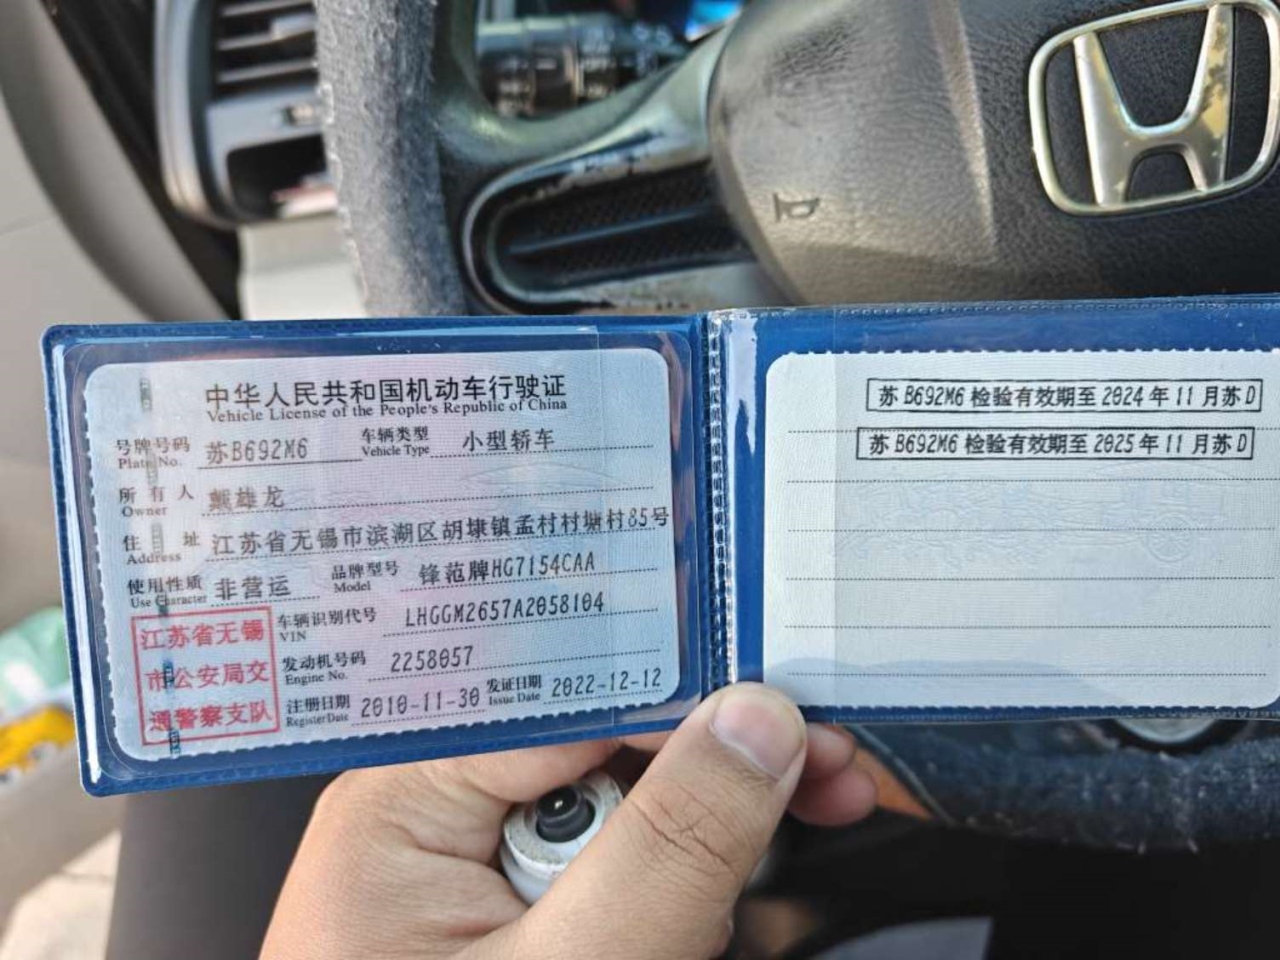 中华人民共和国机动车行驶证
Vehicle License of the People's Republic of China
号牌号码 苏B692M6 车辆类型 小型轿车
Plate No. Vehicle Type
所有人 戴雄龙
Owner
住址 江苏省无锡市滨湖区胡埭镇孟村村塘村85号
Address
使用性质 非营运 品牌型号 锋范牌HG7154CAA
Use Character Model
江苏省无锡
市公安局交
通警察支队
车辆识别代号 LHGGM2657A2058104
VIN
发动机号码 2258057
Engine No.
注册日期 2010-11-30 发证日期 2022-12-12
Register Date Issue Date
苏B692M6检验有效期至2024年11月苏D
苏B692M6检验有效期至2025年11月苏D